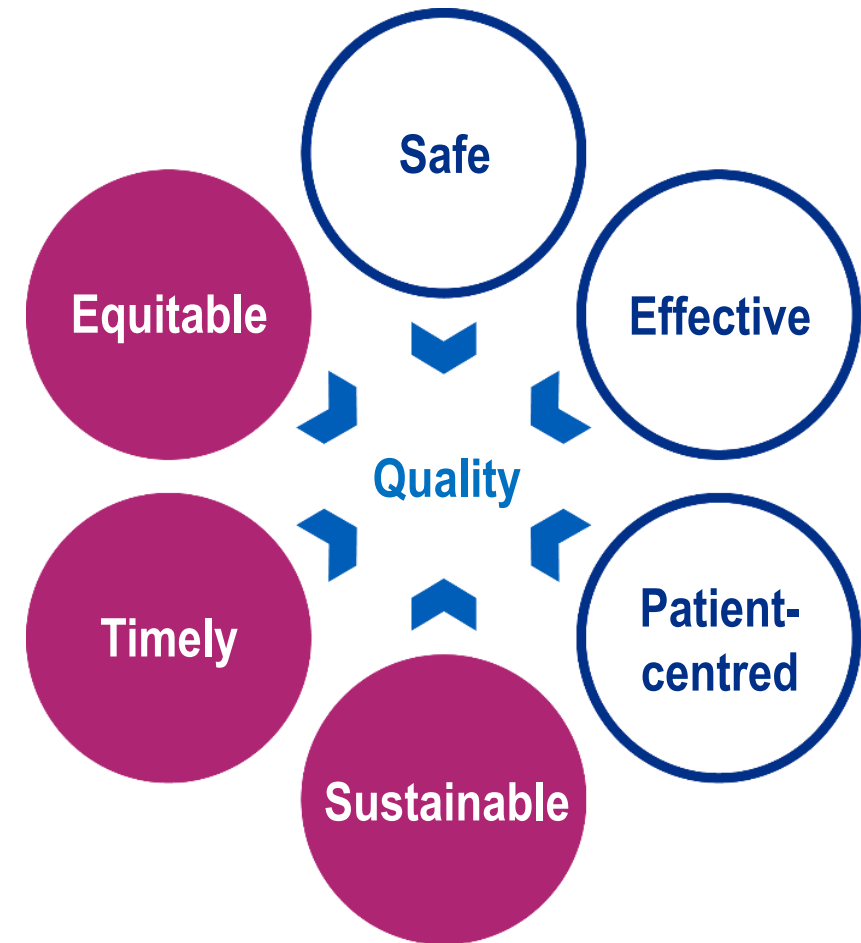 Safe
Equitable
Effective
Quality
Timely
Patient-
centred
Sustainable